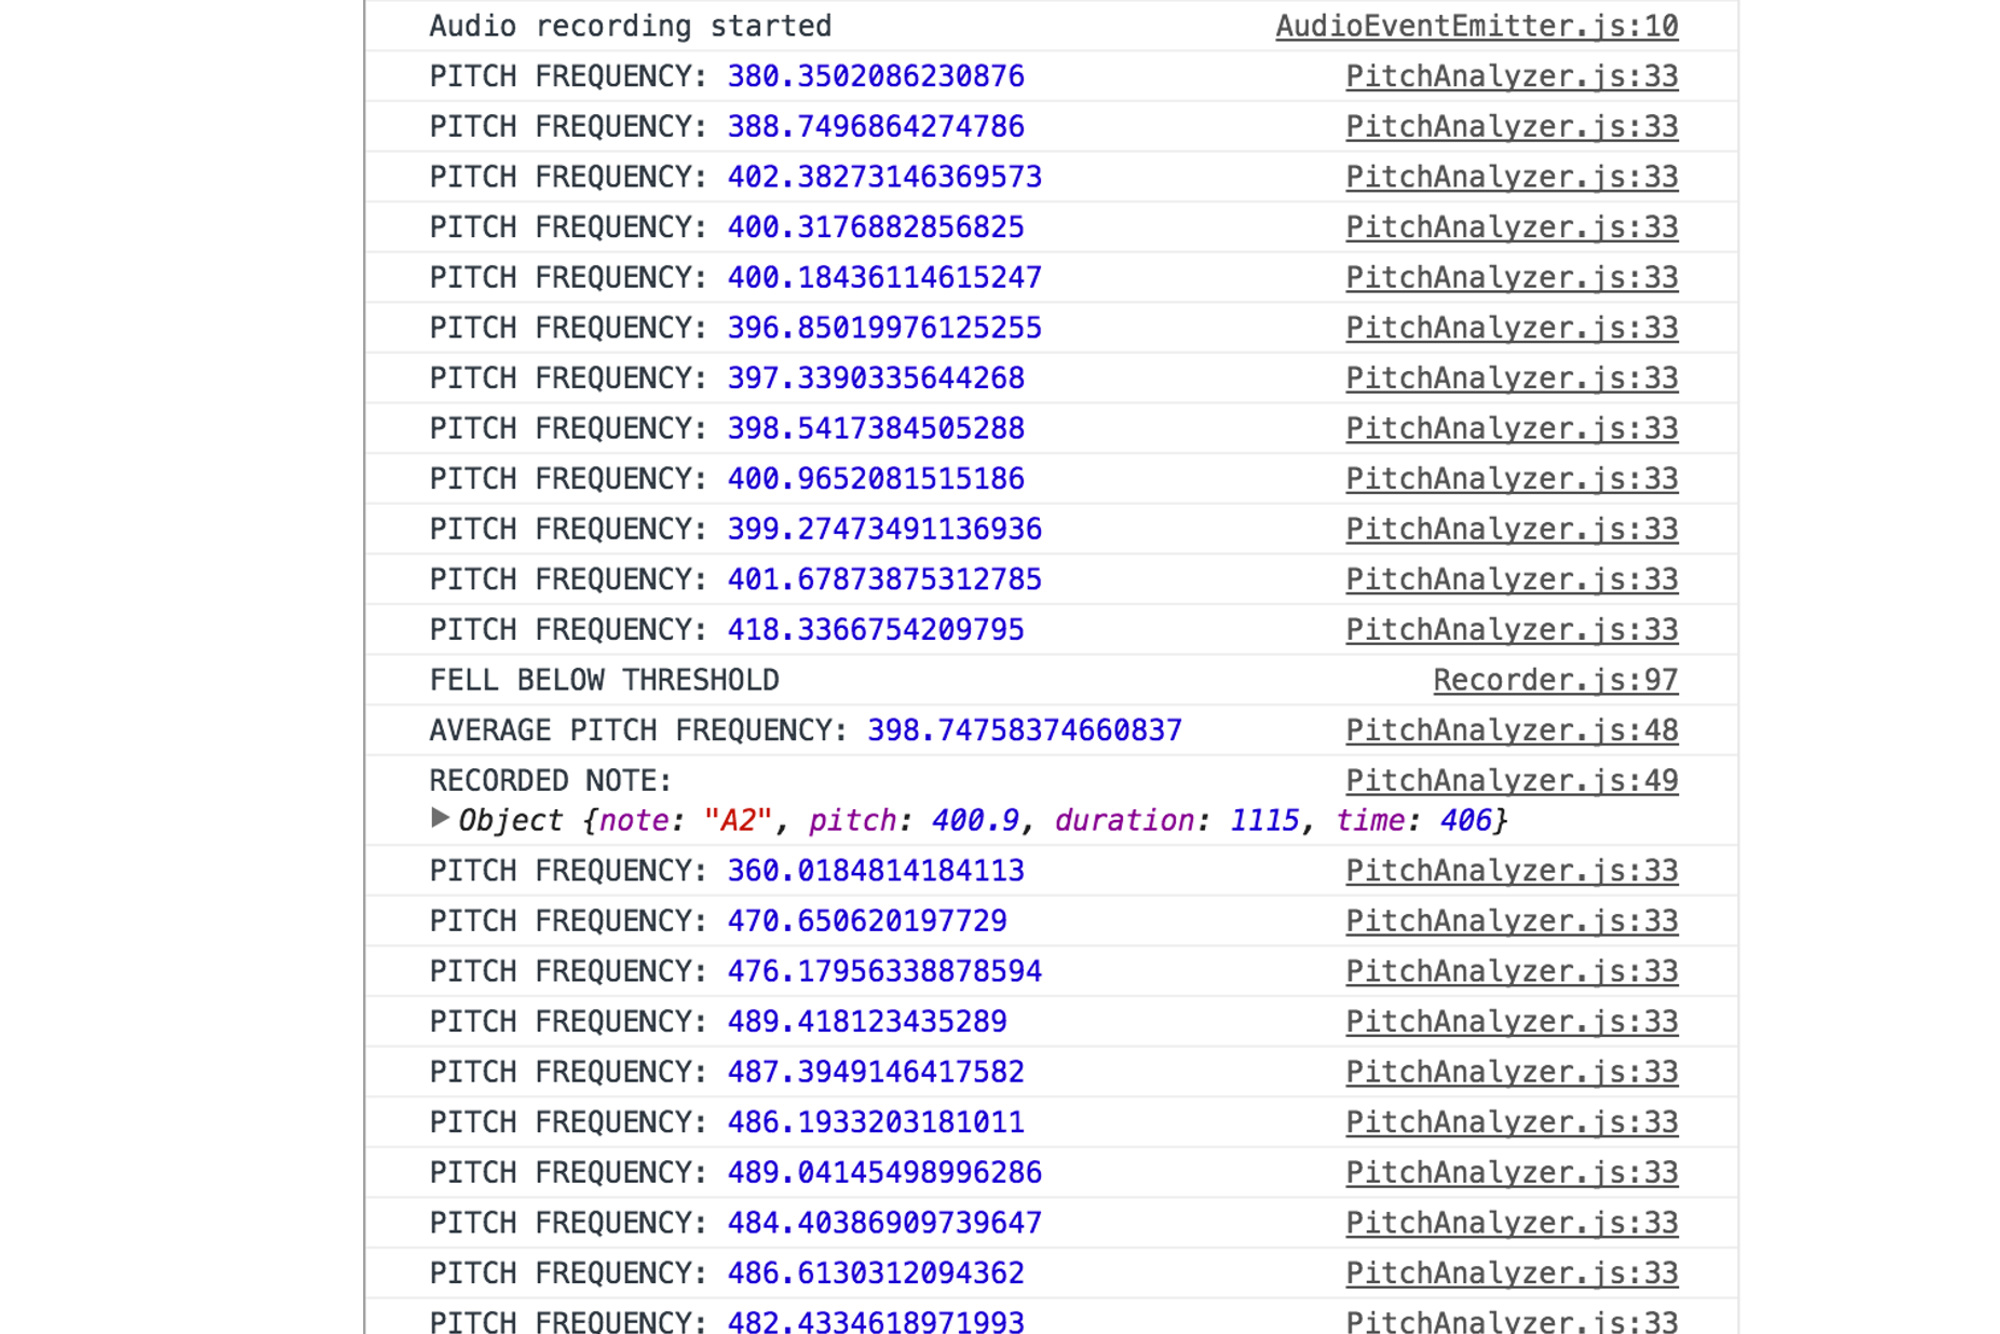 Audio recording started AudioEventEmitter.js:10
PITCH FREQUENCY: 380.3502086230876 PitchAnalyzer.js:33
PITCH FREQUENCY: 388.7496864274786 PitchAnalyzer.js:33
PITCH FREQUENCY: 402.38273146369573 PitchAnalyzer.js:33
PITCH FREQUENCY: 400.3176882856825 PitchAnalyzer.js:33
PITCH FREQUENCY: 400.18436114615247 PitchAnalyzer.js:33
PITCH FREQUENCY: 396.85019976125255 PitchAnalyzer.js:33
PITCH FREQUENCY: 397.3390335644268 PitchAnalyzer.js:33
PITCH FREQUENCY: 398.5417384505288 PitchAnalyzer.js:33
PITCH FREQUENCY: 400.9652081515186 PitchAnalyzer.js:33
PITCH FREQUENCY: 399.27473491136936 PitchAnalyzer.js:33
PITCH FREQUENCY: 401.67873875312785 PitchAnalyzer.js:33
PITCH FREQUENCY: 418.3366754209795 PitchAnalyzer.js:33
FELL BELOW THRESHOLD Recorder.js:97
AVERAGE PITCH FREQUENCY: 398.74758374660837 PitchAnalyzer.js:48
RECORDED NOTE: PitchAnalyzer.js:49
Object {note: "A2", pitch: 400.9, duration: 1115, time: 406}
PITCH FREQUENCY: 360.0184814184113 PitchAnalyzer.js:33
PITCH FREQUENCY: 470.650620197729 PitchAnalyzer.js:33
PITCH FREQUENCY: 476.17956338878594 PitchAnalyzer.js:33
PITCH FREQUENCY: 489.418123435289 PitchAnalyzer.js:33
PITCH FREQUENCY: 487.3949146417582 PitchAnalyzer.js:33
PITCH FREQUENCY: 486.1933203181011 PitchAnalyzer.js:33
PITCH FREQUENCY: 489.04145498996286 PitchAnalyzer.js:33
PITCH FREQUENCY: 484.40386909739647 PitchAnalyzer.js:33
PITCH FREQUENCY: 486.6130312094362 PitchAnalyzer.js:33
PITCH FREQUENCY: 482.4334618971993 PitchAnalyzer.js:33